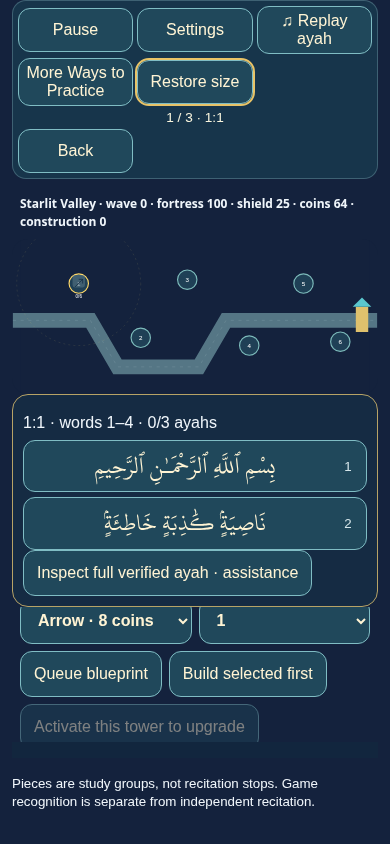 Pause
Settings
♫ Replay ayah
More Ways to Practice
Restore size
1 / 3 · 1:1
Back
Starlit Valley · wave 0 · fortress 100 · shield 25 · coins 64 ·
construction 0
3
5
2
4
6
1:1 · words 1–4 · 0/3 ayahs
بِسْمِ ٱللَّهِ ٱلرَّحْمَـٰنِ ٱلرَّحِيمِ 1
نَاصِيَةٍۢ كَـٰذِبَةٍ خَاطِئَةٍۢ 2
Inspect full verified ayah · assistance
Arrow · 8 coins
1
Queue blueprint
Build selected first
Activate this tower to upgrade
Pieces are study groups, not recitation stops. Game
recognition is separate from independent recitation.